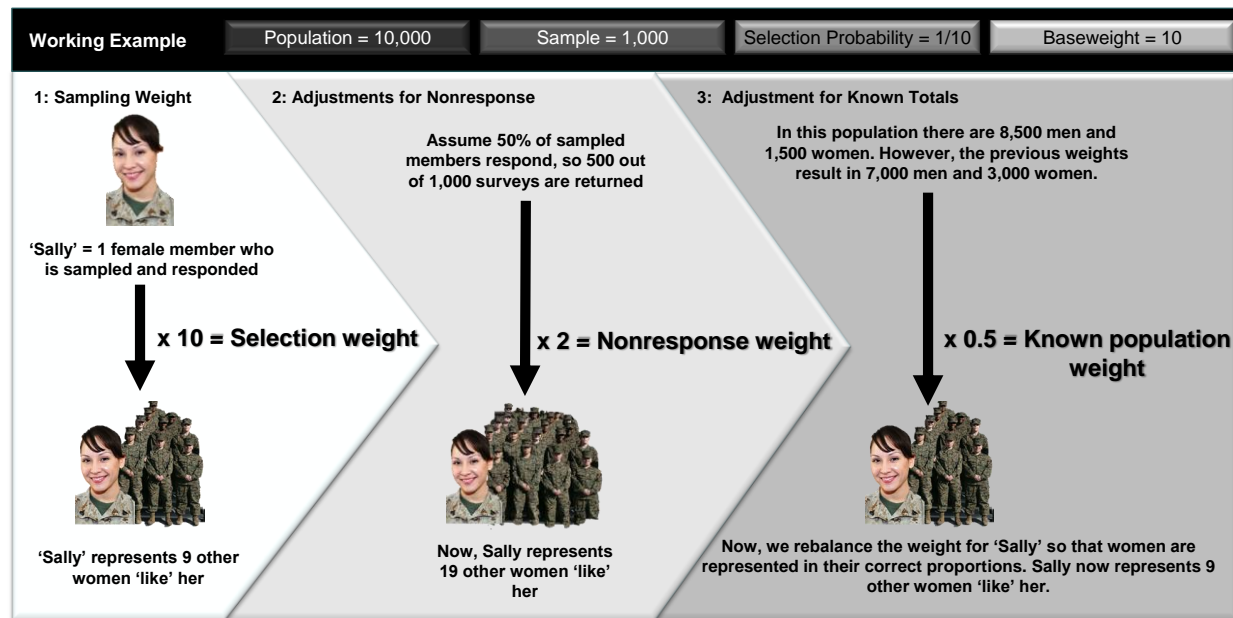 Working Example
Population = 10,000
Sample = 1,000
Selection Probability = 1/10
Baseweight = 10
1: Sampling Weight
‘Sally’ = 1 female member who
is sampled and responded
x 10 = Selection weight
‘Sally’ represents 9 other
women ‘like’ her
2: Adjustments for Nonresponse
Assume 50% of sampled
members respond, so 500 out
of 1,000 surveys are returned
x 2 = Nonresponse weight
Now, Sally represents
19 other women ‘like’
her
3: Adjustment for Known Totals
In this population there are 8,500 men and
1,500 women. However, the previous weights
result in 7,000 men and 3,000 women.
x 0.5 = Known population
weight
Now, we rebalance the weight for ‘Sally’ so that women are
represented in their correct proportions. Sally now represents 9
other women ‘like’ her.